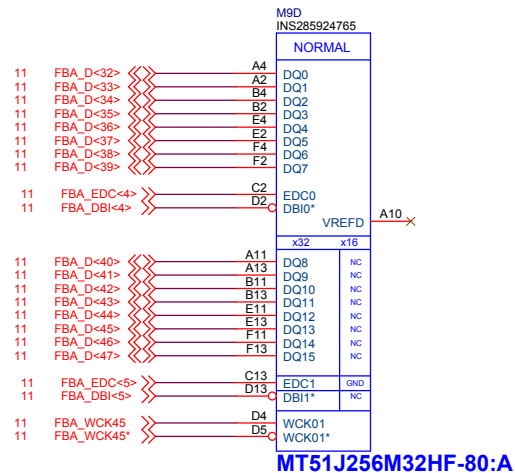 M9D
INS285924765
NORMAL
11 FBA_D<32> A4 DQ0
11 FBA_D<33> A2 DQ1
11 FBA_D<34> B4 DQ2
11 FBA_D<35> B2 DQ3
11 FBA_D<36> E4 DQ4
11 FBA_D<37> E2 DQ5
11 FBA_D<38> F4 DQ6
11 FBA_D<39> F2 DQ7
11 FBA_EDC<4> C2 EDC0
11 FBA_DBI<4> D2 DBI0*
VREFD A10
x32 x16
11 FBA_D<40> A11 DQ8 NC
11 FBA_D<41> A13 DQ9 NC
11 FBA_D<42> B11 DQ10 NC
11 FBA_D<43> B13 DQ11 NC
11 FBA_D<44> E11 DQ12 NC
11 FBA_D<45> E13 DQ13 NC
11 FBA_D<46> F11 DQ14 NC
11 FBA_D<47> F13 DQ15 NC
11 FBA_EDC<5> C13 EDC1 GND
11 FBA_DBI<5> D13 DBI1* NC
11 FBA_WCK45 D4 WCK01
11 FBA_WCK45* D5 WCK01*
MT51J256M32HF-80:A